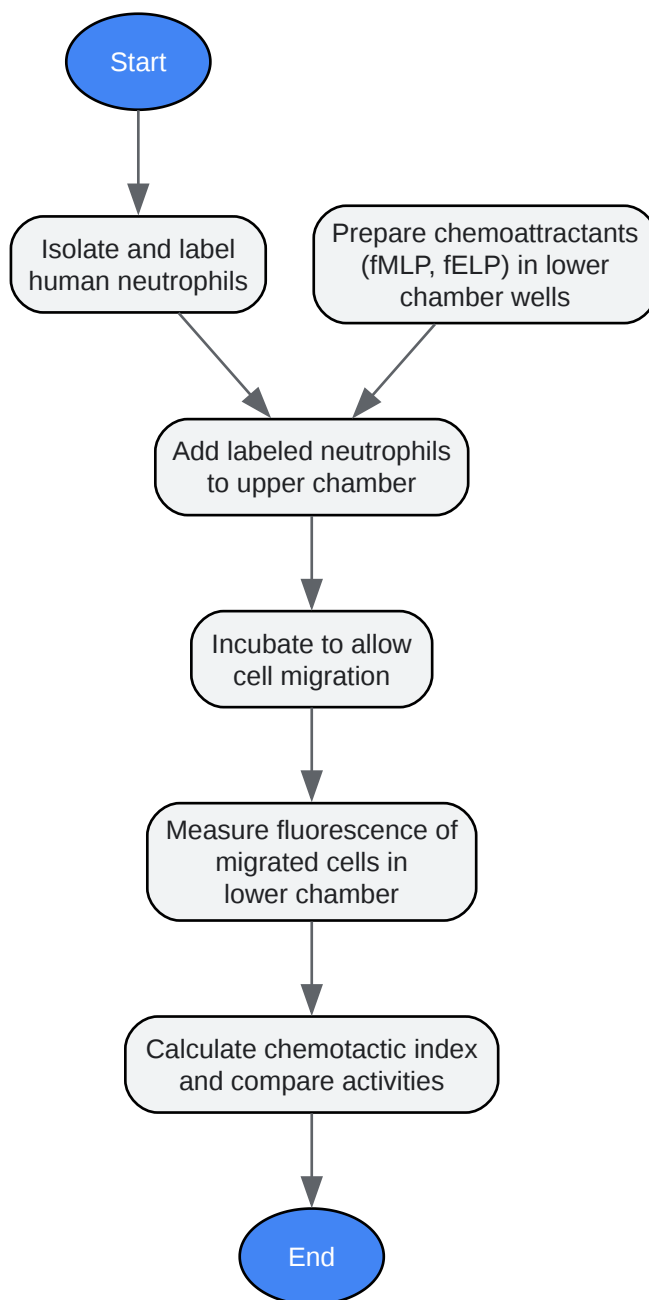 Start
Isolate and label
human neutrophils
Prepare chemoattractants
(fMLP, fELP) in lower
chamber wells
Add labeled neutrophils
to upper chamber
Incubate to allow
cell migration
Measure fluorescence of
migrated cells in
lower chamber
Calculate chemotactic index
and compare activities
End